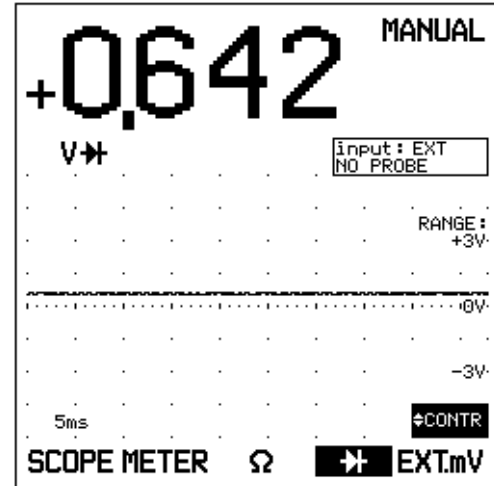 MANUAL
+0,642
V
input: EXT
NO PROBE
RANGE:
+3V
0V
-3V
5ms
CONTR
SCOPE METER Ω EXT.mV